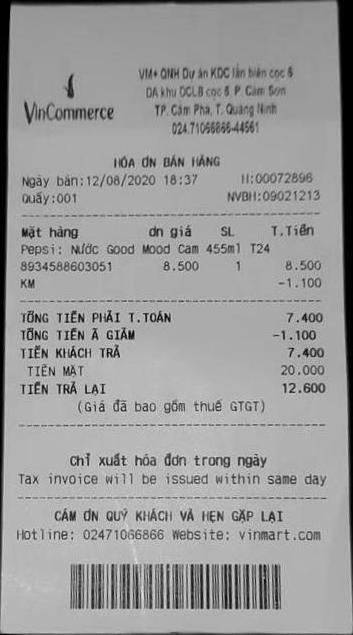 VinCommerce
VM+ QNH Dự án KDC lấn biển cọc 6
DA khu DCLB cọc 6, P. Cẩm Sơn
TP. Cẩm Phả, T. Quảng Ninh
024.71066866-44561
HÓA ƠN BÁN HÀNG
Ngày bán:12/08/2020 18:37 H:00072896
Quầy:001 NVBH:09021213
Mặt hàng đn giá SL T.Tiền
Pepsi: Nước Good Mood Cam 455ml T24
8934588603051 8.500 1 8.500
KM -1.100
TỔNG TIỀN PHẢI T.TOÁN 7.400
TỔNG TIỀN Ã GIẢM -1.100
TIỀN KHÁCH TRẢ 7.400
TIỀN MẶT 20.000
TIỀN TRẢ LẠI 12.600
(Giá đã bao gồm thuế GTGT)
Chỉ xuất hóa đơn trong ngày
Tax invoice will be issued within same day
CẢM ƠN QUÝ KHÁCH VÀ HẸN GẶP LẠI
Hotline: 02471066866 Website: vinmart.com